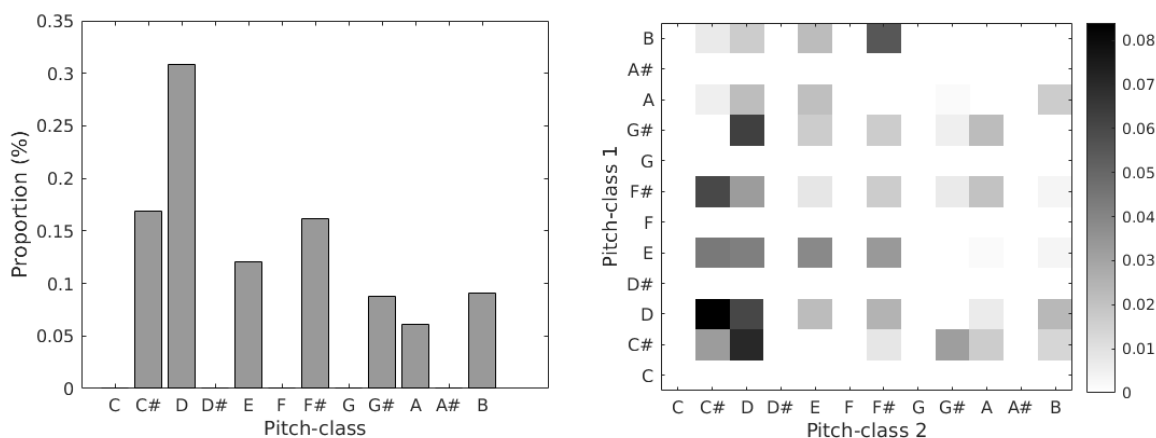 0.35
0.3
0.25
0.2
0.15
0.1
0.05
0
Proportion (%)
C C# D D# E F F# G G# A A# B
Pitch-class
B
A#
A
G#
G
F#
F
E
D#
D
C#
C
Pitch-class 1
C C# D D# E F F# G G# A A# B
Pitch-class 2
0.08
0.07
0.06
0.05
0.04
0.03
0.02
0.01
0